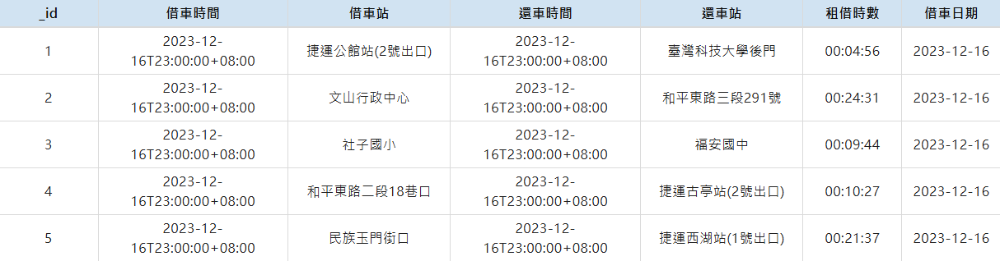 _id 借車時間 借車站 還車時間 還車站 租借時數 借車日期
1 2023-12-16T23:00:00+08:00 捷運公館站(2號出口) 2023-12-16T23:00:00+08:00 臺灣科技大學後門 00:04:56 2023-12-16
2 2023-12-16T23:00:00+08:00 文山行政中心 2023-12-16T23:00:00+08:00 和平東路三段291號 00:24:31 2023-12-16
3 2023-12-16T23:00:00+08:00 社子國小 2023-12-16T23:00:00+08:00 福安國中 00:09:44 2023-12-16
4 2023-12-16T23:00:00+08:00 和平東路二段18巷口 2023-12-16T23:00:00+08:00 捷運古亭站(2號出口) 00:10:27 2023-12-16
5 2023-12-16T23:00:00+08:00 民族玉門街口 2023-12-16T23:00:00+08:00 捷運西湖站(1號出口) 00:21:37 2023-12-16